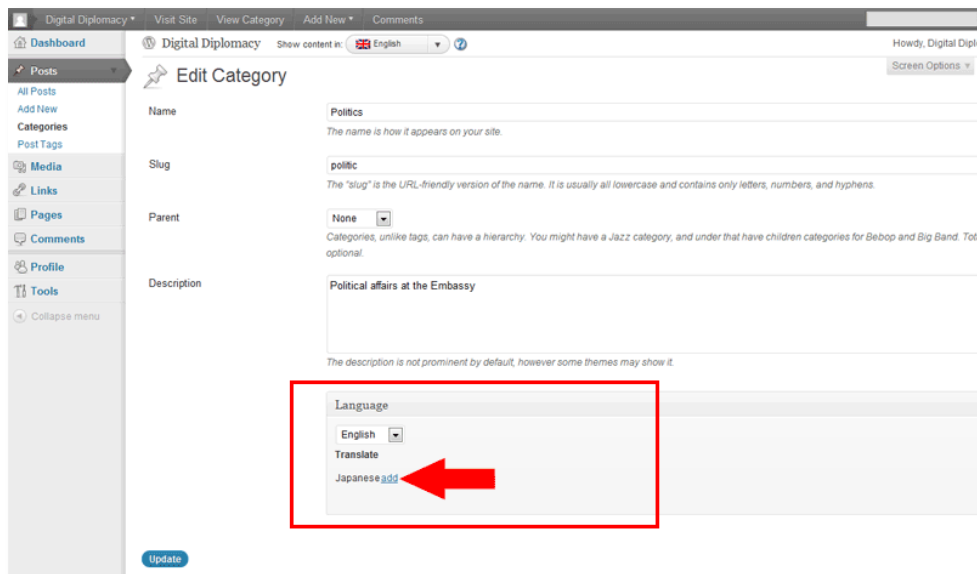 Digital Diplomacy Visit Site View Category Add New Comments
Dashboard
Digital Diplomacy Show content in: English ?
Howdy, Digital Dipl
Screen Options
Posts
All Posts
Add New
Categories
Post Tags
Media
Links
Pages
Comments
Profile
Tools
Collapse menu
Edit Category
Name
Politics
The name is how it appears on your site.
Slug
politic
The "slug" is the URL-friendly version of the name. It is usually all lowercase and contains only letters, numbers, and hyphens.
Parent
None
Categories, unlike tags, can have a hierarchy. You might have a Jazz category, and under that have children categories for Bebop and Big Band. Tot
optional.
Description
Political affairs at the Embassy
The description is not prominent by default, however some themes may show it.
Language
English
Translate
Japanese add
Update